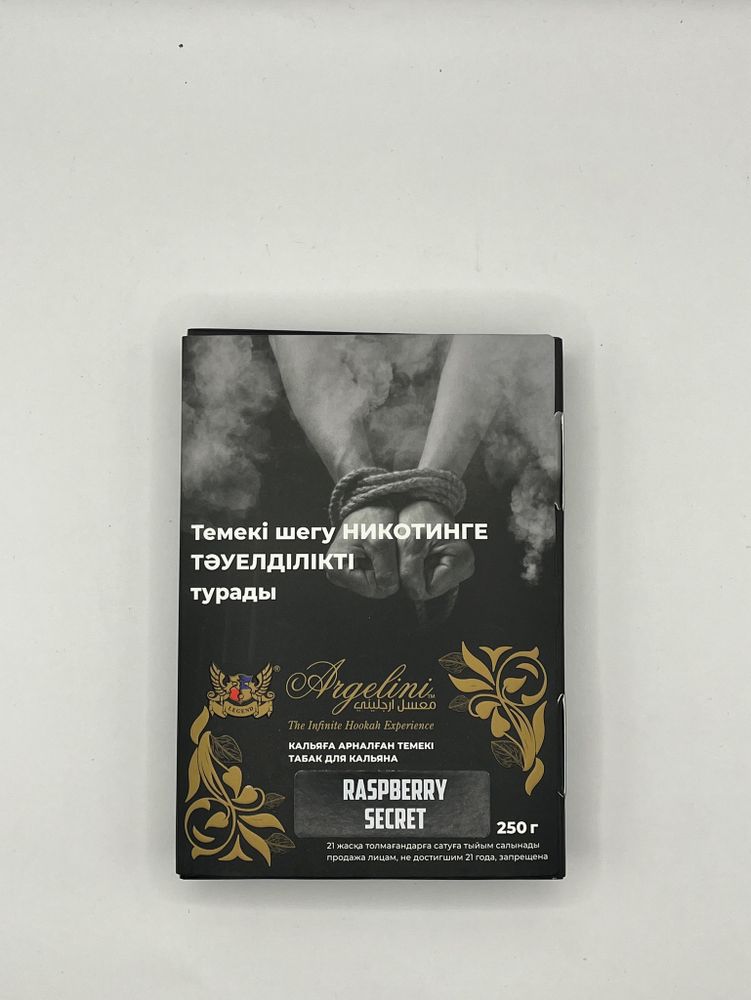 Темекі шегу НИКОТИНГЕ
ТӘУЕЛДІЛІКТІ
турады
LEGEND
®
Argelini™
معسل ارجليني
The Infinite Hookah Experience
КАЛЬЯҒА АРНАЛҒАН ТЕМЕКІ
ТАБАК ДЛЯ КАЛЬЯНА
RASPBERRY
SECRET
250 г
21 жасқа толмағандарға сатуға тыйым салынады
продажа лицам, не достигшим 21 года, запрещена